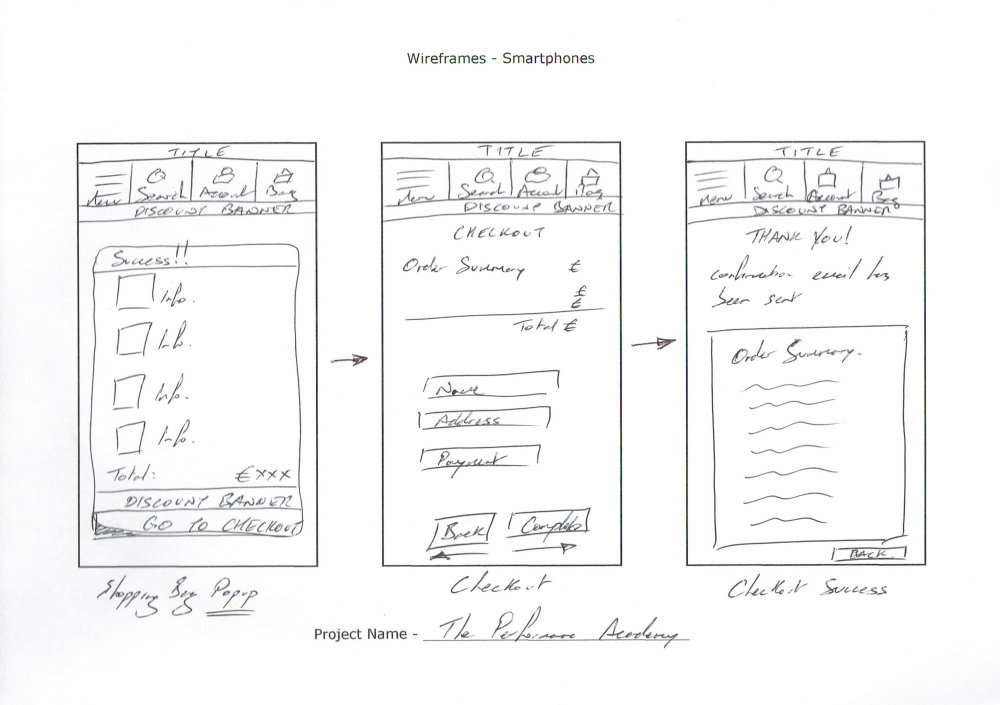 Wireframes - Smartphones
TITLE
Menu Search Account Bag
DISCOUNT BANNER
Success!!
Info.
Info.
Info.
Info.
Total: €XXX
DISCOUNT BANNER
GO TO CHECKOUT
Shopping Bag Popup
TITLE
Menu Search Account Bag
DISCOUNT BANNER
CHECKOUT
Order Summary €
€
€
Total €
Name
Address
Payment
Back Complete
Checkout
TITLE
Menu Search Account Bag
DISCOUNT BANNER
THANK YOU!
confirmation email has
been sent
Order Summary.
BACK
Checkout Success
Project Name - The Performance Academy